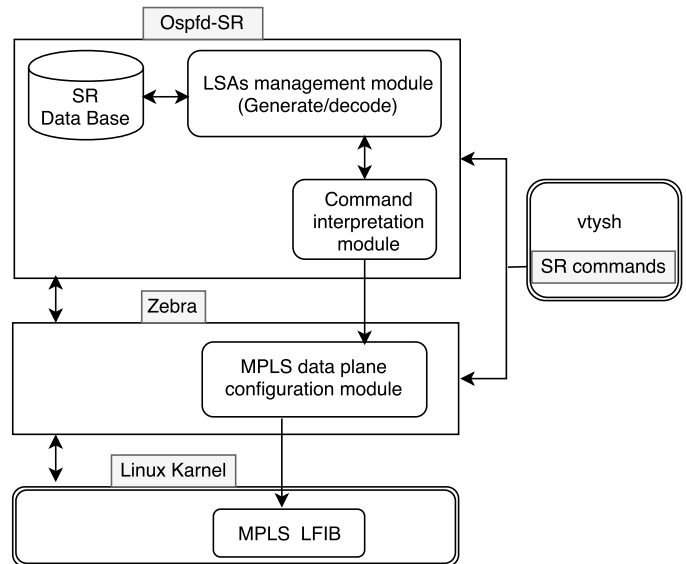 Ospfd-SR
SR
Data Base
LSAs management module
(Generate/decode)
Command
interpretation
module
vtysh
SR commands
Zebra
MPLS data plane
configuration module
Linux Karnel
MPLS LFIB